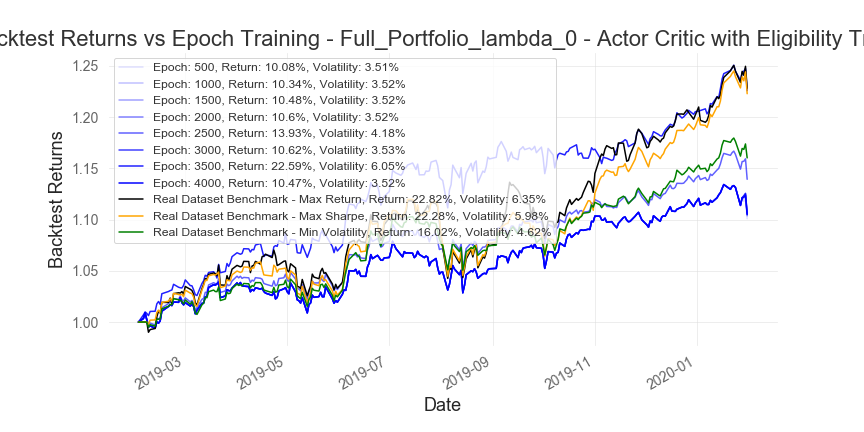 cktest Returns vs Epoch Training - Full_Portfolio_lambda_0 - Actor Critic with Eligibility Tr
Epoch: 500, Return: 10.08%, Volatility: 3.51%
Epoch: 1000, Return: 10.34%, Volatility: 3.52%
Epoch: 1500, Return: 10.48%, Volatility: 3.52%
Epoch: 2000, Return: 10.6%, Volatility: 3.52%
Epoch: 2500, Return: 13.93%, Volatility: 4.18%
Epoch: 3000, Return: 10.62%, Volatility: 3.53%
Epoch: 3500, Return: 22.59%, Volatility: 6.05%
Epoch: 4000, Return: 10.47%, Volatility: 3.52%
Real Dataset Benchmark - Max Return, Return: 22.82%, Volatility: 6.35%
Real Dataset Benchmark - Max Sharpe, Return: 22.28%, Volatility: 5.98%
Real Dataset Benchmark - Min Volatility, Return: 16.02%, Volatility: 4.62%
Backtest Returns
1.25
1.20
1.15
1.10
1.05
1.00
2019-03
2019-05
2019-07
2019-09
2019-11
2020-01
Date